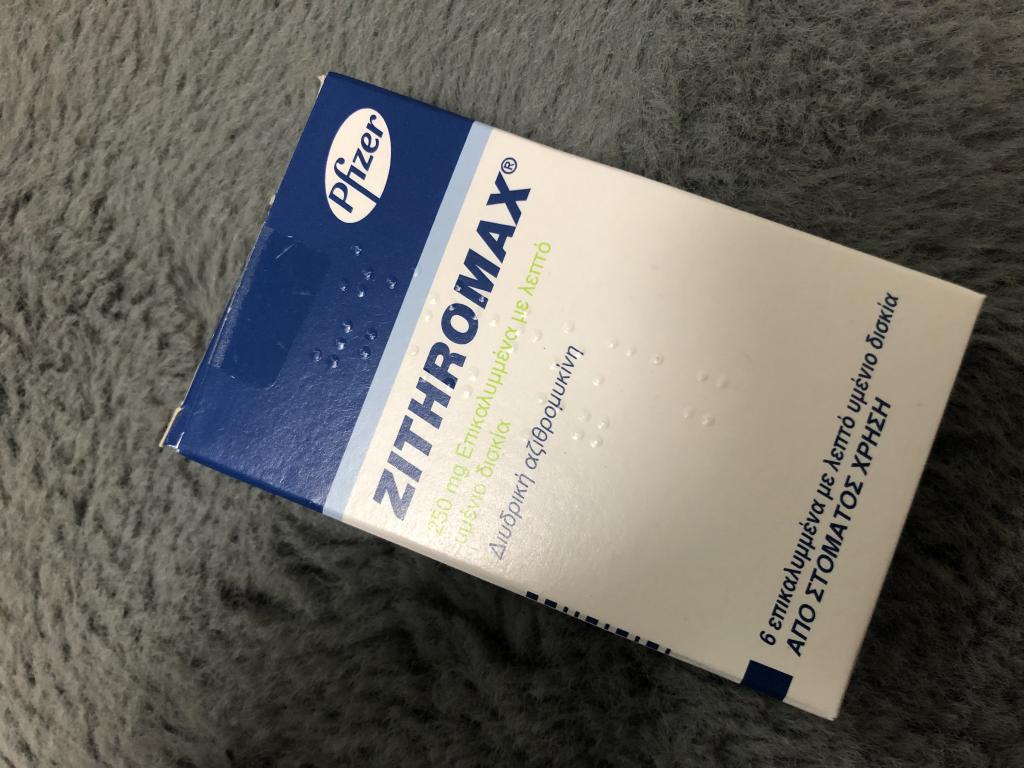 Pfizer
ZITHROMAX®
250 mg Επικαλυμμένα με λεπτό
υμένιο δισκία
Διυδρική αζιθρομυκίνη
6 επικαλυμμένα με λεπτό υμένιο δισκία
ΑΠΟ ΣΤΟΜΑΤΟΣ ΧΡΗΣΗ